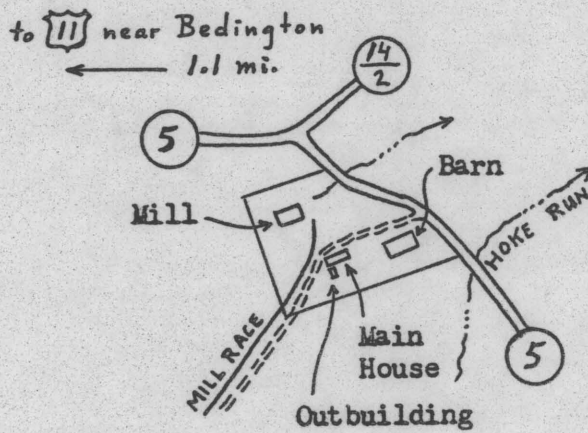 to 11 near Bedington
1.1 mi.
14
2
5
Barn
Mill
HOKE RUN
MILL RACE
Main
House
5
Outbuilding